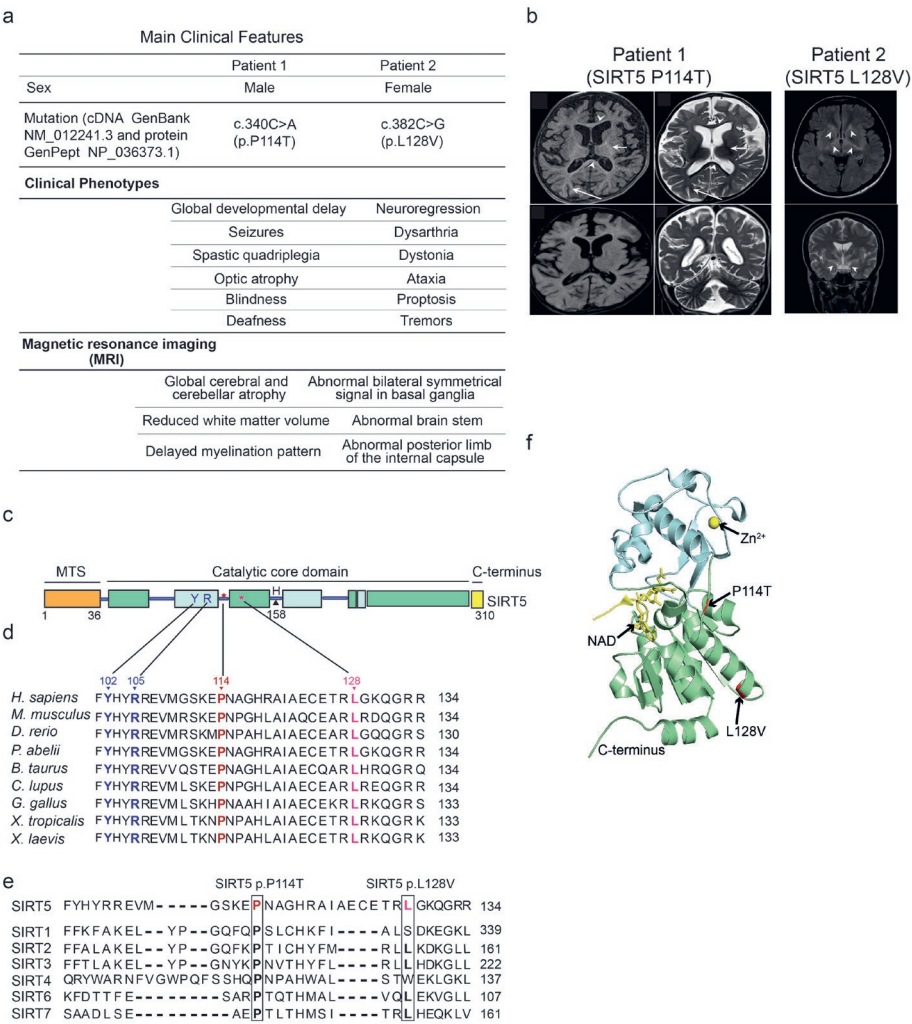 a
Main Clinical Features
Patient 1 Patient 2
Sex Male Female
Mutation (cDNA GenBank
NM_012241.3 and protein
GenPept NP_036373.1)
c.340C>A
(p.P114T)
c.382C>G
(p.L128V)
Clinical Phenotypes
Global developmental delay Neuroregression
Seizures Dysarthria
Spastic quadriplegia Dystonia
Optic atrophy Ataxia
Blindness Proptosis
Deafness Tremors
Magnetic resonance imaging
(MRI)
Global cerebral and
cerebellar atrophy
Abnormal bilateral symmetrical
signal in basal ganglia
Reduced white matter volume Abnormal brain stem
Delayed myelination pattern
Abnormal posterior limb
of the internal capsule
b
Patient 1
(SIRT5 P114T)
Patient 2
(SIRT5 L128V)
c
MTS Catalytic core domain C-terminus
Y R * * H SIRT5
1 36 158 310
d
102 105 114 128
H. sapiens FYHYRREVMGSKEPNAGHRAIAECETRLGKQGRR 134
M. musculus FYHYRREVMRSKEPNPGHLAIAQCEARLRDQGRR 134
D. rerio FYHYRREVMRSKMPNPAHLAIAECEARLGQQGRS 130
P. abelii FYHYRREVMGSKEPNAGHLAIAECETRLGKQGRR 134
B. taurus FYHYRREVVQSTEPNAGHLAIAECQARLHRQGRQ 134
C. lupus FYHYRREVMLSKEPNPGHLAIAECEARLREQGRR 134
G. gallus FYHYRREVMLSKHPNAAHIAIAECEKRLRKQGRS 133
X. tropicalis FYHYRREVMLTKNPNPAHLAIAECEARLRKQGRK 133
X. laevis FYHYRREVMLTKNPNPAHLAIAECEARLRKQGRK 133
e
SIRT5 p.P114T SIRT5 p.L128V
SIRT5 FYHYRREVM------GSKEPNAGHRAIAECETRLGKQGRR 134
SIRT1 FFKFAKEL--YP--GQFQPSLCHKFI----ALSDKEGKL 339
SIRT2 FFALAKEL--YP--GQFKPTICHYFM----RLLKDKGLL 161
SIRT3 FFTLAKEL--YP--GNYKPNVTHYFL----RLLHDKGLL 222
SIRT4 QRYWARNFVGWPQFSSHQPNPAHWAL----STWEKLGKL 137
SIRT6 KFDTTFE--------SARPTQTHMAL----VQLEKVGLL 107
SIRT7 SAADLSE---------AEPTLTHMSI----TRLHEQKLV 161
f
Zn²⁺
P114T
NAD
L128V
C-terminus